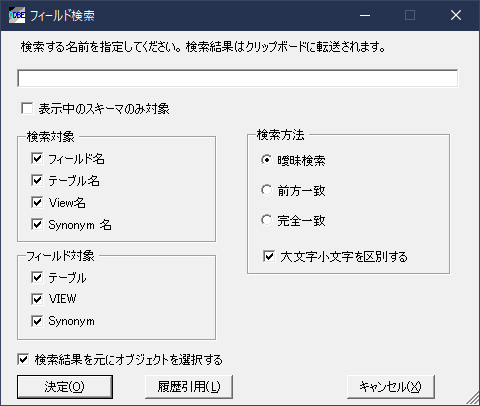 フィールド検索
検索する名前を指定してください。検索結果はクリップボードに転送されます。
表示中のスキーマのみ対象
検索対象
フィールド名
テーブル名
View名
Synonym 名
フィールド対象
テーブル
VIEW
Synonym
検索方法
曖昧検索
前方一致
完全一致
大文字小文字を区別する
検索結果を元にオブジェクトを選択する
決定(O)
履歴引用(L)
キャンセル(X)